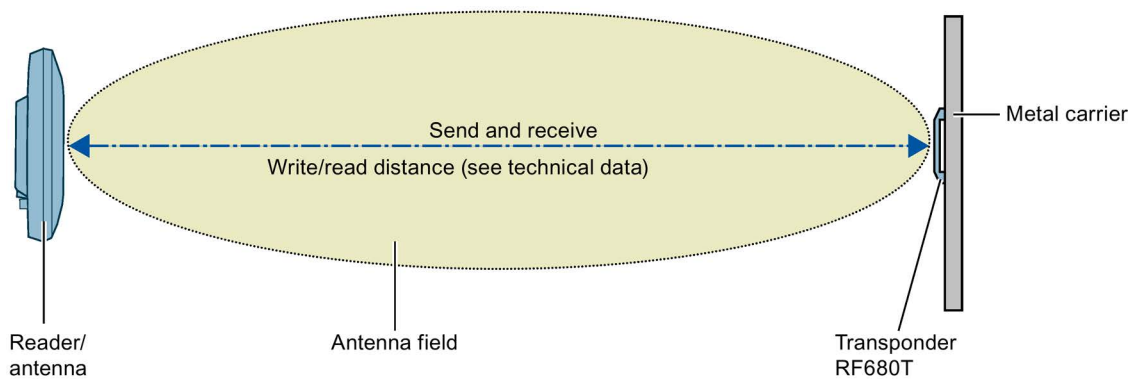 Send and receive
Write/read distance (see technical data)
Metal carrier
Reader/
antenna
Antenna field
Transponder
RF680T